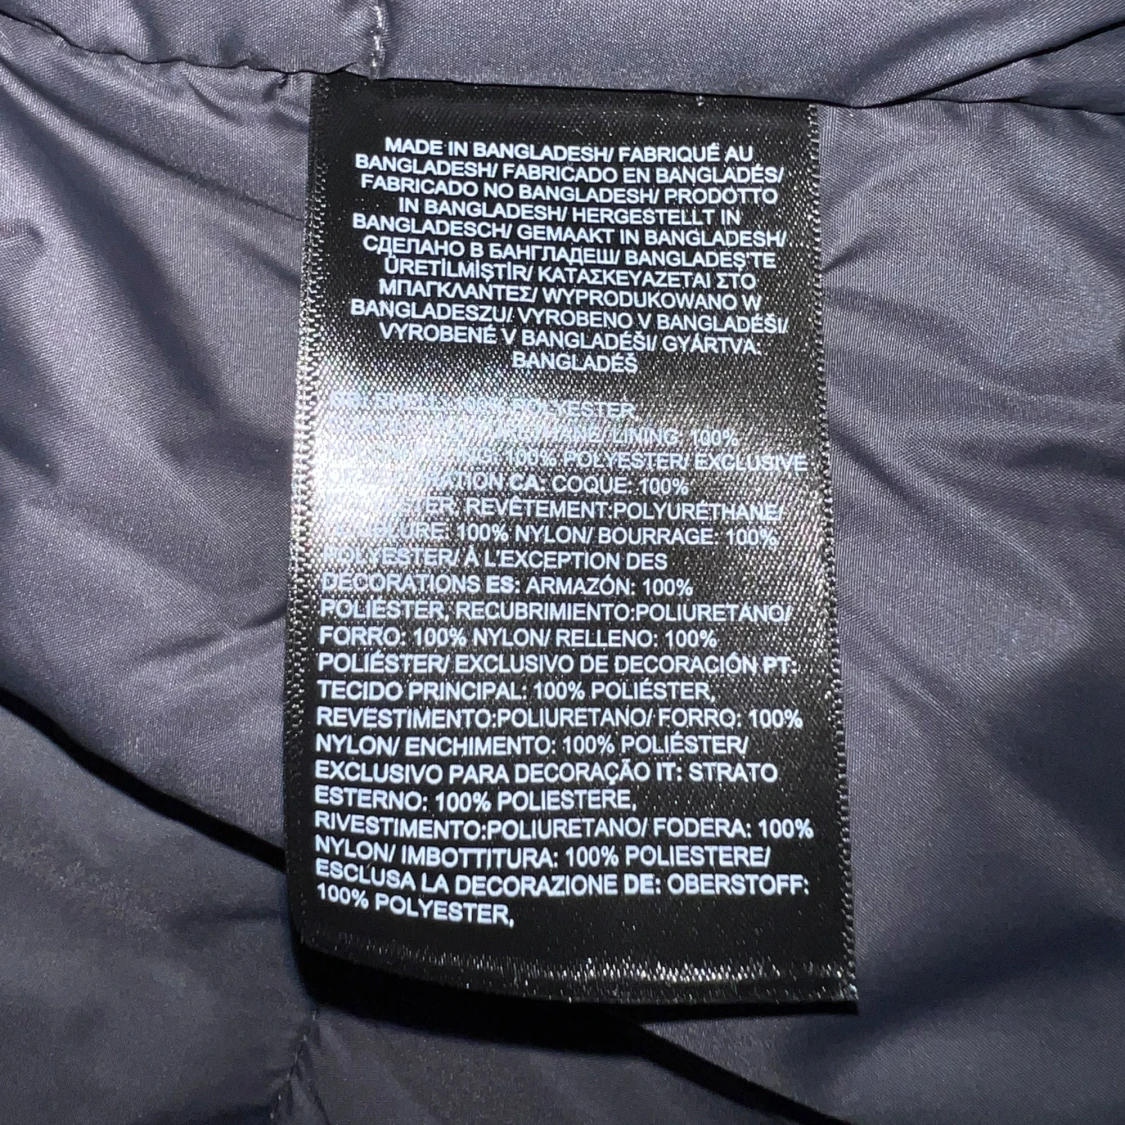 MADE IN BANGLADESH/ FABRIQUÉ AU
BANGLADESH/ FABRICADO EN BANGLADÉS/
FABRICADO NO BANGLADESH/ PRODOTTO
IN BANGLADESH/ HERGESTELLT IN
BANGLADESCH/ GEMAAKT IN BANGLADESH/
СДЕЛАНО В БАНГЛАДЕШ/ BANGLADEŞ'TE
ÜRETİLMİŞTİR/ ΚΑΤΑΣΚΕΥΑΖΕΤΑΙ ΣΤΟ
ΜΠΑΓΚΛΑΝΤΕΣ/ WYPRODUKOWANO W
BANGLADESZU/ VYROBENO V BANGLADÉŠI/
VYROBENÉ V BANGLADÉŠI/ GYÁRTVA:
BANGLADÉŠ
POLYESTER,
LINING: 100%
100% POLYESTER/ EXCLUSIVE
CA: COQUE: 100%
REVÊTEMENT:POLYURÉTHANE/
100% NYLON/ BOURRAGE: 100%
POLYESTER/ À L'EXCEPTION DES
DÉCORATIONS ES: ARMAZÓN: 100%
POLIÉSTER, RECUBRIMIENTO:POLIURETANO/
FORRO: 100% NYLON/ RELLENO: 100%
POLIÉSTER/ EXCLUSIVO DE DECORACIÓN PT:
TECIDO PRINCIPAL: 100% POLIÉSTER,
REVESTIMENTO:POLIURETANO/ FORRO: 100%
NYLON/ ENCHIMENTO: 100% POLIÉSTER/
EXCLUSIVO PARA DECORAÇÃO IT: STRATO
ESTERNO: 100% POLIESTERE,
RIVESTIMENTO:POLIURETANO/ FODERA: 100%
NYLON/ IMBOTTITURA: 100% POLIESTERE/
ESCLUSA LA DECORAZIONE DE: OBERSTOFF:
100% POLYESTER,